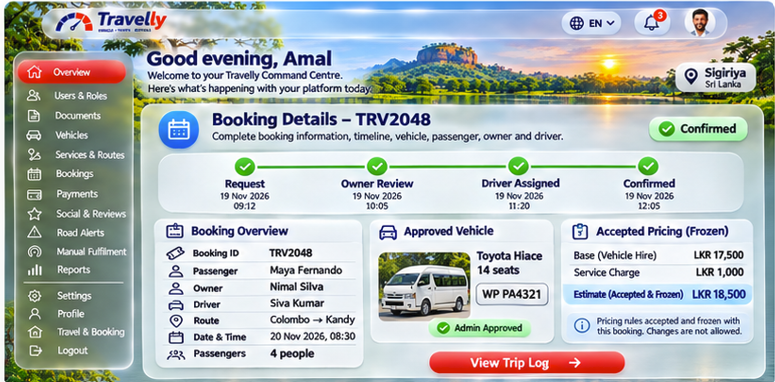 Travelly
EN
3
Good evening, Amal
Welcome to your Travelly Command Centre.
Here's what's happening with your platform today.
Sigiriya
Sri Lanka
Overview
Users & Roles
Documents
Vehicles
Services & Routes
Bookings
Payments
Social & Reviews
Road Alerts
Manual Fulfilment
Reports
Settings
Profile
Travel & Booking
Logout
Booking Details – TRV2048
Complete booking information, timeline, vehicle, passenger, owner and driver.
Confirmed
Request
19 Nov 2026
09:12
Owner Review
19 Nov 2026
10:05
Driver Assigned
19 Nov 2026
11:20
Confirmed
19 Nov 2026
12:05
Booking Overview
Booking ID TRV2048
Passenger Maya Fernando
Owner Nimal Silva
Driver Siva Kumar
Route Colombo → Kandy
Date & Time 20 Nov 2026, 08:30
Passengers 4 people
Approved Vehicle
Toyota Hiace
14 seats
WP PA4321
Admin Approved
Accepted Pricing (Frozen)
Base (Vehicle Hire) LKR 17,500
Service Charge LKR 1,000
Estimate (Accepted & Frozen) LKR 18,500
Pricing rules accepted and frozen with
this booking. Changes are not allowed.
View Trip Log →